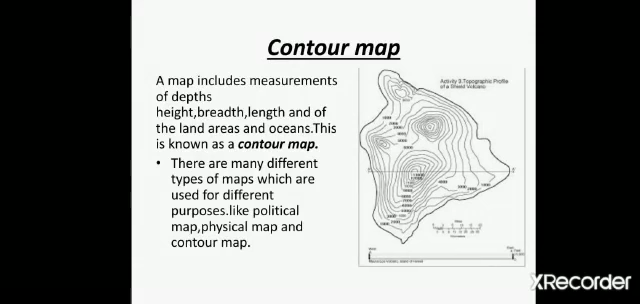 Contour map
A map includes measurements
of depths
height,breadth,length and of
the land areas and oceans.This
is known as a contour map.
• There are many different
types of maps which are
used for different
purposes.like political
map,physical map and
contour map.
Activity 9.Topographic Profile
of a Shield Volcano
XRecorder